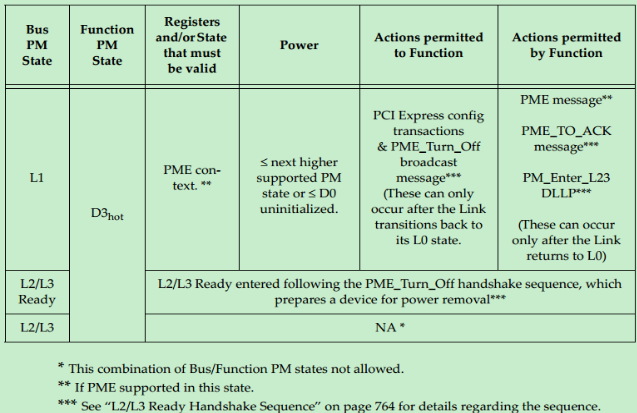 Bus
PM
State
Function
PM
State
Registers
and/or State
that must
be valid
Power
Actions permitted
to Function
Actions permitted
by Function
L1
D3hot
PME con-
text. **
≤ next higher
supported PM
state or ≤ D0
uninitialized.
PCI Express config
transactions
& PME_Turn_Off
broadcast
message***
(These can only
occur after the Link
transitions back to
its L0 state.
PME message**
PME_TO_ACK
message***
PM_Enter_L23
DLLP***
(These can occur
only after the Link
returns to L0)
L2/L3
Ready
L2/L3 Ready entered following the PME_Turn_Off handshake sequence, which
prepares a device for power removal***
L2/L3
NA *
* This combination of Bus/Function PM states not allowed.
** If PME supported in this state.
*** See “L2/L3 Ready Handshake Sequence” on page 764 for details regarding the sequence.